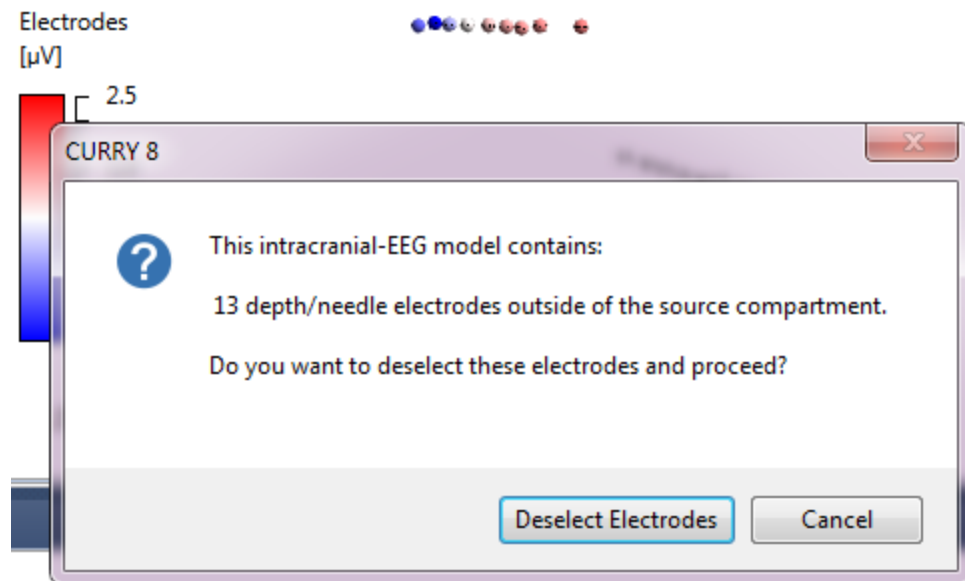 Electrodes
[µV]
2.5
CURRY 8
This intracranial-EEG model contains:
13 depth/needle electrodes outside of the source compartment.
Do you want to deselect these electrodes and proceed?
Deselect Electrodes
Cancel